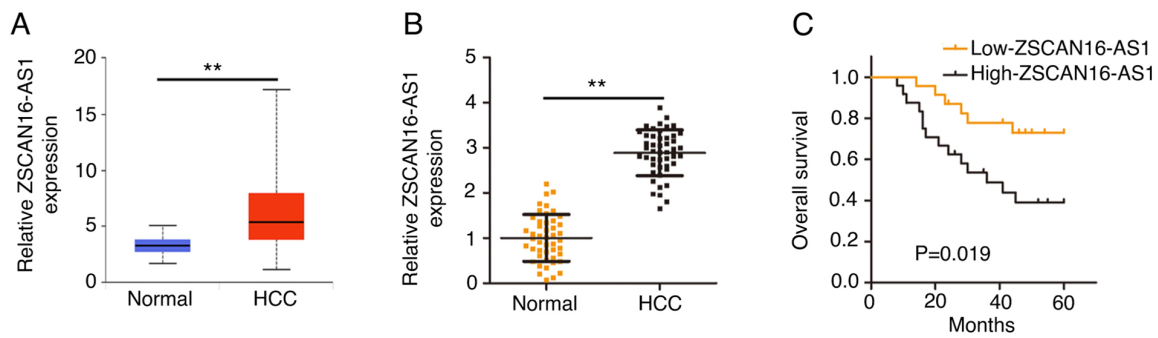 A
Relative ZSCAN16-AS1
expression
20
15
10
5
0
**
Normal
HCC
B
Relative ZSCAN16-AS1
expression
5
4
3
2
1
0
**
Normal
HCC
C
Low-ZSCAN16-AS1
High-ZSCAN16-AS1
Overall survival
1.0
0.8
0.6
0.4
0.2
0.0
P=0.019
0
20
40
60
Months